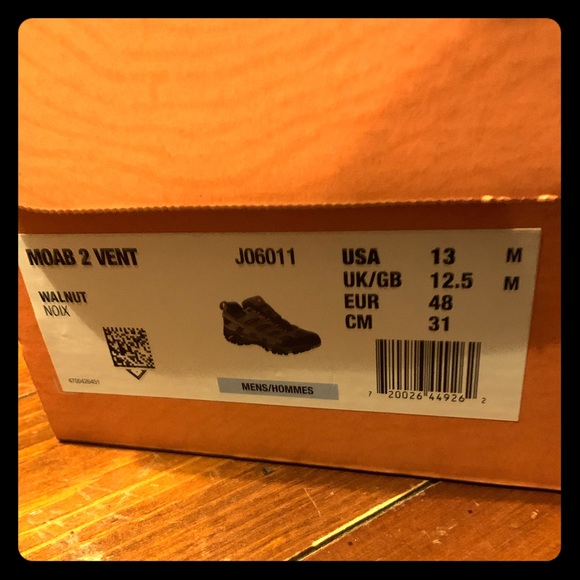 MOAB 2 VENT
J06011
WALNUT
NOIX
USA 13 M
UK/GB 12.5 M
EUR 48
CM 31
MENS/HOMMES
7 20026 44926 2